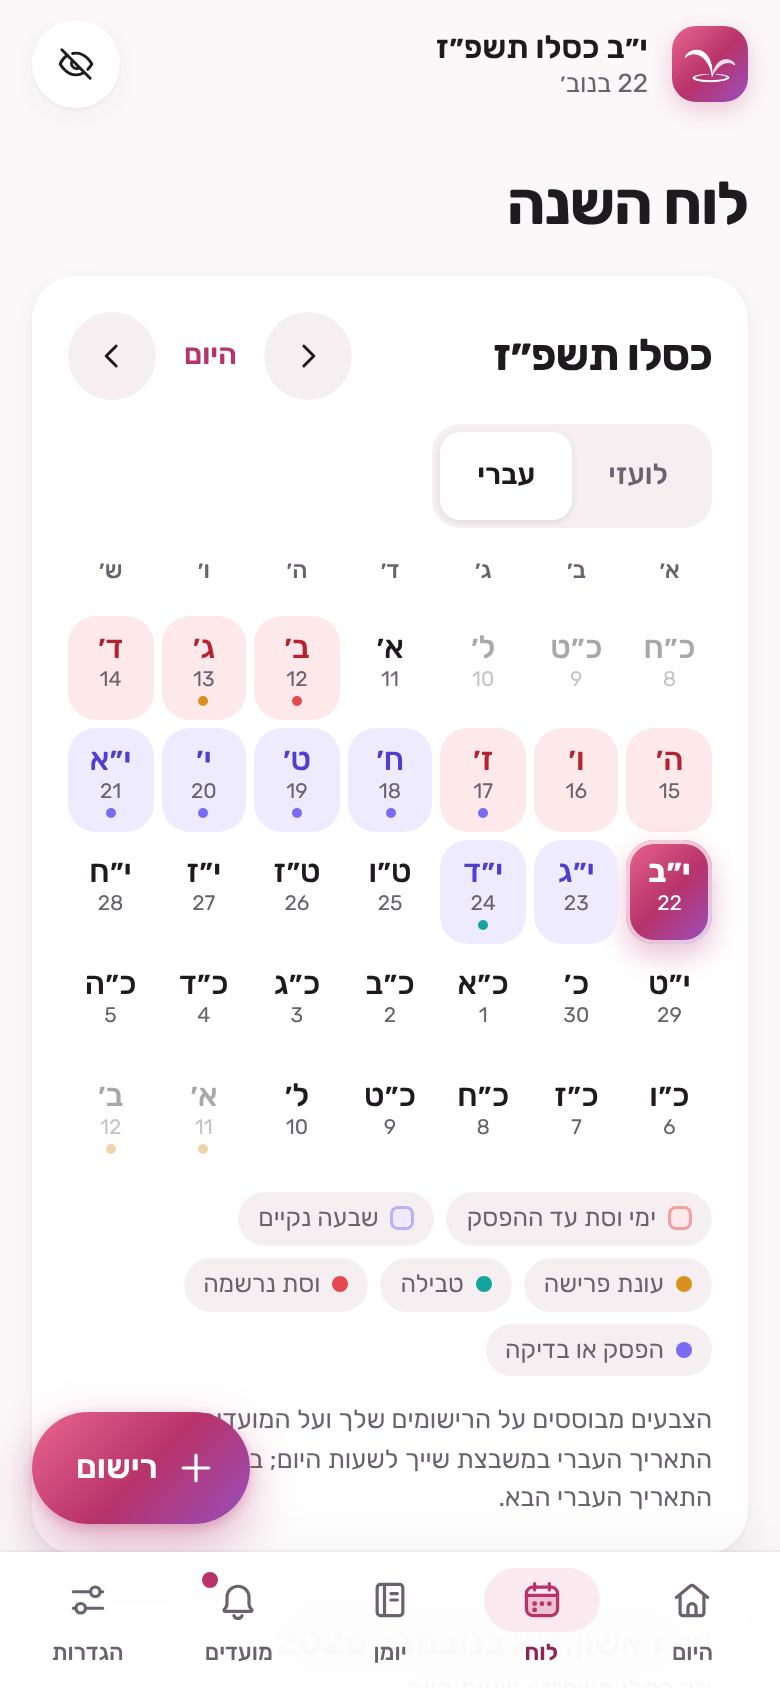 י״ב כסלו תשפ״ז
22 בנוב׳
לוח השנה
כסלו תשפ״ז
היום
לועזי
עברי
א׳ ב׳ ג׳ ד׳ ה׳ ו׳ ש׳
כ״ח כ״ט ל׳ א׳ ב׳ ג׳ ד׳
8 9 10 11 12 13 14
ה׳ ו׳ ז׳ ח׳ ט׳ י׳ י״א
15 16 17 18 19 20 21
י״ב י״ג י״ד ט״ו ט״ז י״ז י״ח
22 23 24 25 26 27 28
י״ט כ׳ כ״א כ״ב כ״ג כ״ד כ״ה
29 30 1 2 3 4 5
כ״ו כ״ז כ״ח כ״ט ל׳ א׳ ב׳
6 7 8 9 10 11 12
ימי וסת עד ההפסק
שבעה נקיים
עונת פרישה
טבילה
וסת נרשמה
הפסק או בדיקה
הצבעים מבוססים על הרישומים שלך ועל
התאריך העברי במשבצת שייך לשעות היום;
התאריך העברי הבא.
רישום
היום
לוח
יומן
מועדים
הגדרות